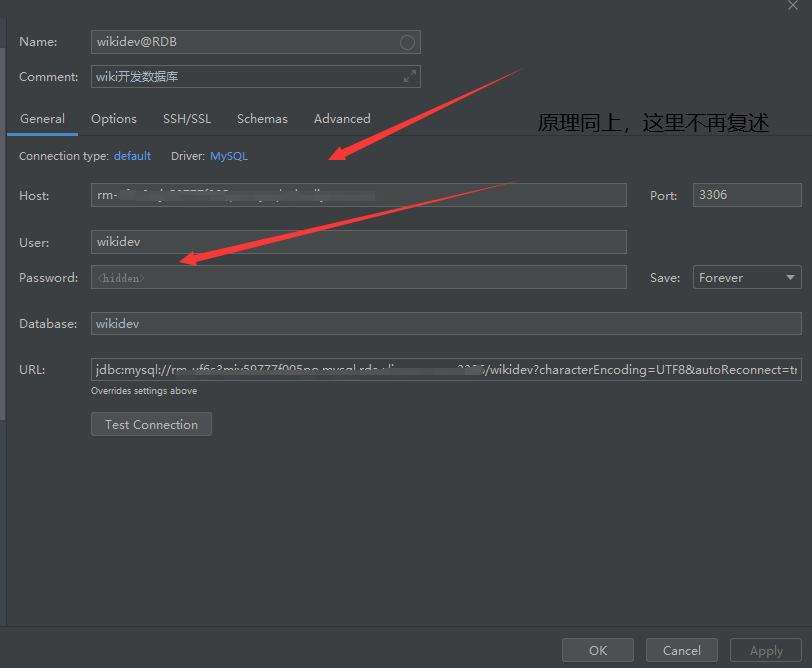 Name: wikidev@RDB
Comment: wiki开发数据库
General Options SSH/SSL Schemas Advanced
原理同上，这里不再复述
Connection type: default Driver: MySQL
Host: rm- Port: 3306
User: wikidev
Password: <hidden> Save: Forever
Database: wikidev
URL: jdbc:mysql://rm- /wikidev?characterEncoding=UTF8&autoReconnect=tr
Overrides settings above
Test Connection
OK Cancel Apply